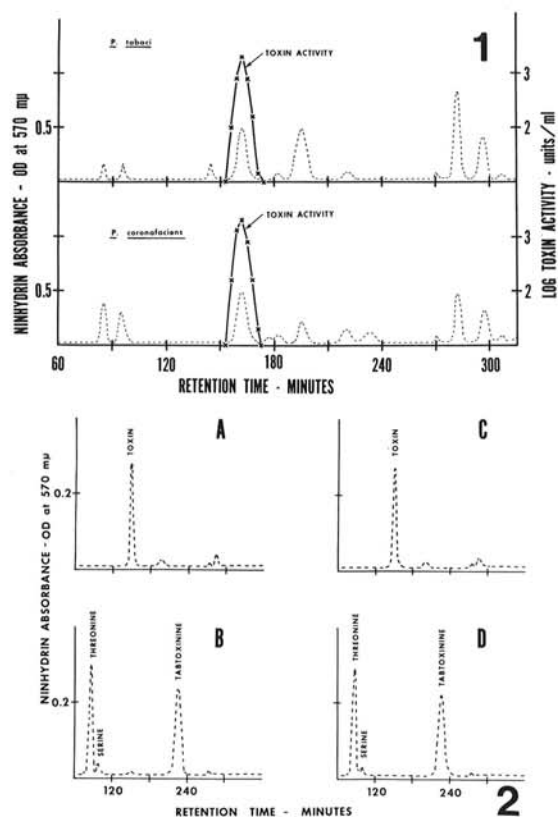 1
P. tabaci
TOXIN ACTIVITY
0.5
3
2
NINHYDRIN ABSORBANCE - OD at 570 mµ
LOG TOXIN ACTIVITY - units/ml
P. coronafaciens
TOXIN ACTIVITY
0.5
3
2
60 120 180 240 300
RETENTION TIME - MINUTES
A
C
TOXIN
TOXIN
0.2
NINHYDRIN ABSORBANCE - OD at 570 mµ
B
D
THREONINE
SERINE
TABTOXININE
THREONINE
SERINE
TABTOXININE
0.2
120 240 120 240
RETENTION TIME - MINUTES
2